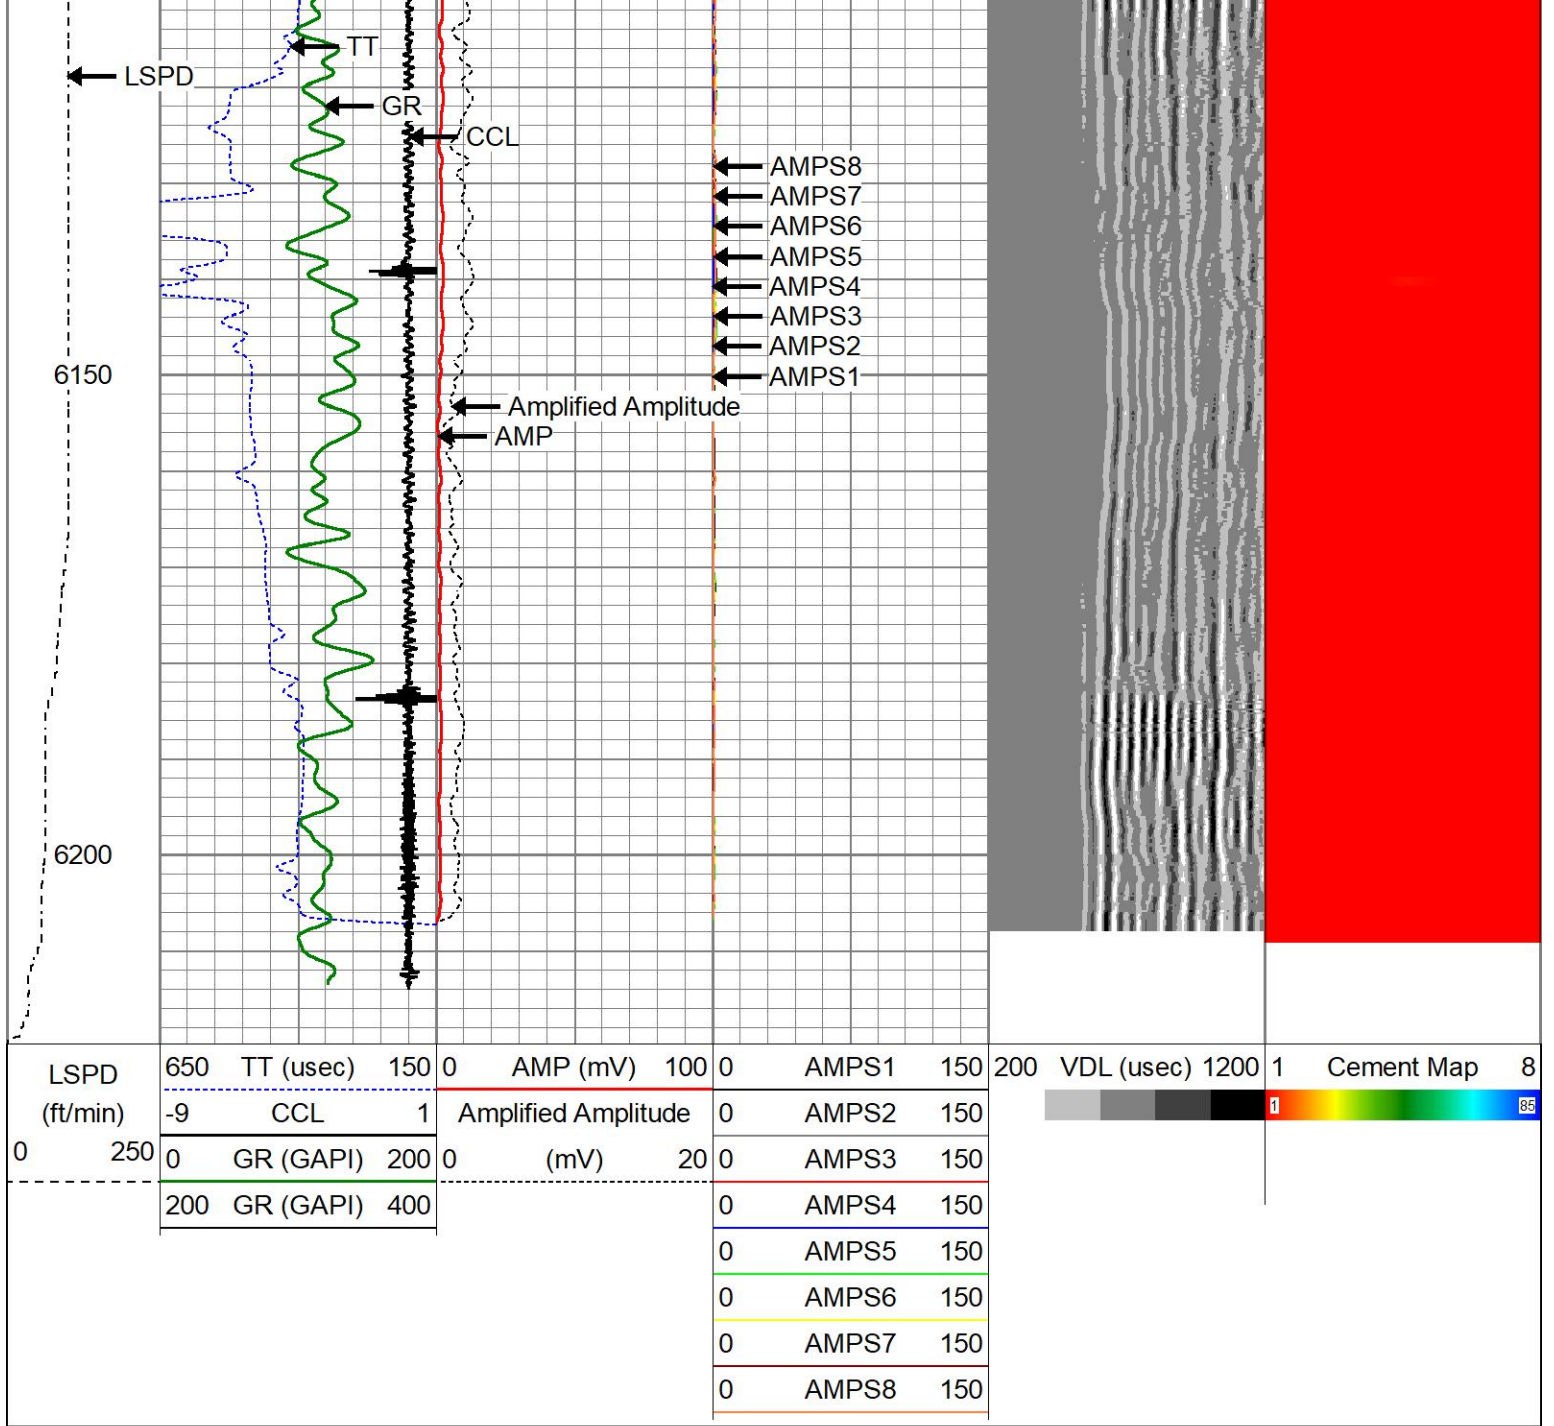 TT
LSPD
GR
CCL
AMPS8
AMPS7
AMPS6
AMPS5
AMPS4
AMPS3
AMPS2
6150
AMPS1
Amplified Amplitude
AMP
6200
LSPD
(ft/min)
0 250
650 TT (usec) 150
-9 CCL 1
0 GR (GAPI) 200
200 GR (GAPI) 400
0 AMP (mV) 100
Amplified Amplitude
0 (mV) 20
0 AMPS1 150
0 AMPS2 150
0 AMPS3 150
0 AMPS4 150
0 AMPS5 150
0 AMPS6 150
0 AMPS7 150
0 AMPS8 150
200 VDL (usec) 1200
1 Cement Map 8
1 85